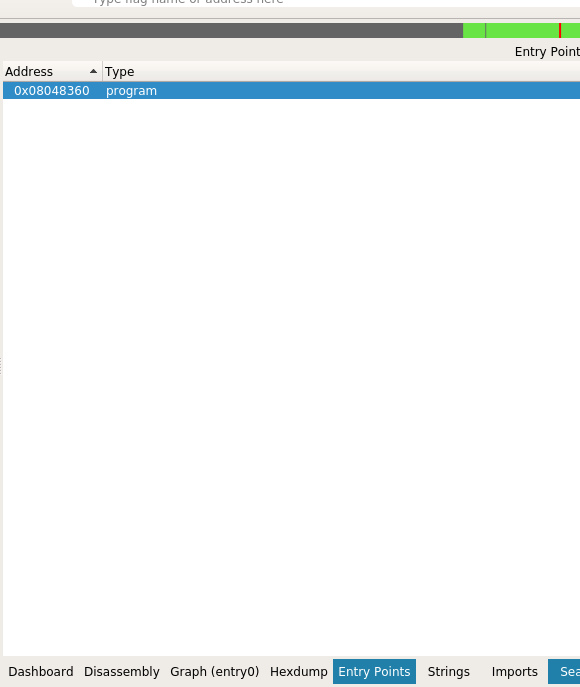 Type flag name or address here
Entry Point
Address Type
0x08048360 program
Dashboard Disassembly Graph (entry0) Hexdump Entry Points Strings Imports Sea